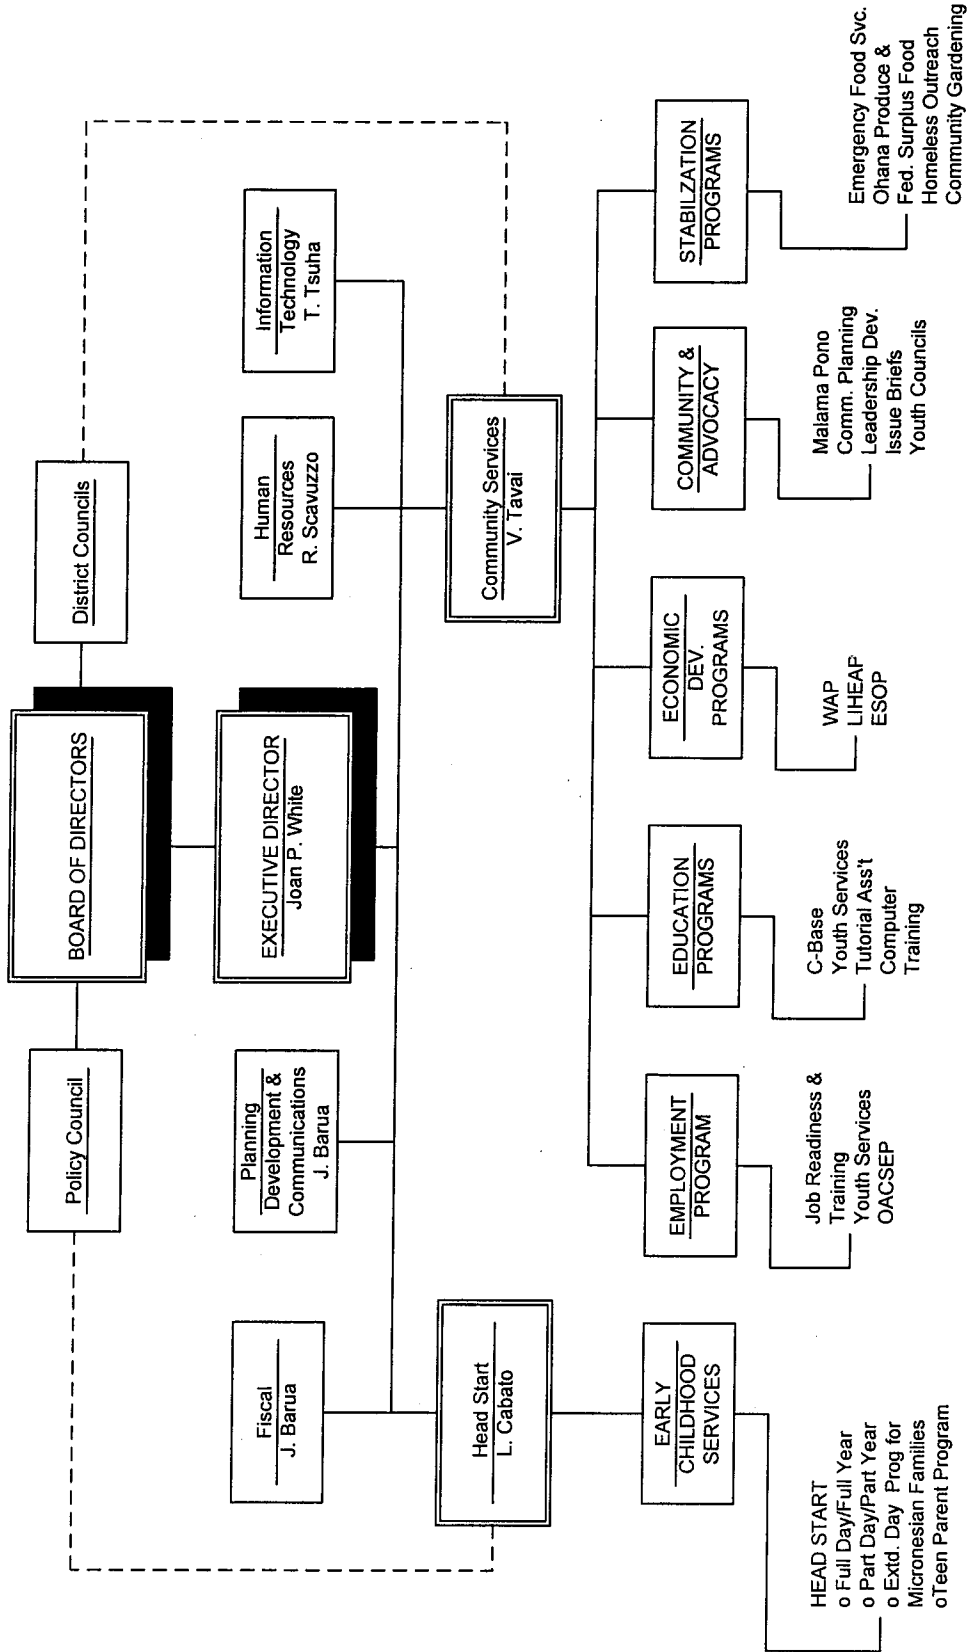 Policy Council
BOARD OF DIRECTORS
District Councils
EXECUTIVE DIRECTOR
Joan P. White
Fiscal
J. Barua
Planning
Development &
Communications
J. Barua
Human
Resources
R. Scavuzzo
Information
Technology
T. Tsuha
Head Start
L. Cabato
Community Services
V. Tavai
EARLY
CHILDHOOD
SERVICES
EMPLOYMENT
PROGRAM
EDUCATION
PROGRAMS
ECONOMIC
DEV.
PROGRAMS
COMMUNITY &
ADVOCACY
STABILZATION
PROGRAMS
HEAD START
o Full Day/Full Year
o Part Day/Part Year
o Extd. Day Prog for
Micronesian Families
oTeen Parent Program
Job Readiness &
Training
Youth Services
OACSEP
C-Base
Youth Services
Tutorial Ass't
Computer
Training
WAP
LIHEAP
ESOP
Malama Pono
Comm. Planning
Leadership Dev.
Issue Briefs
Youth Councils
Emergency Food Svc.
Ohana Produce &
Fed. Surplus Food
Homeless Outreach
Community Gardening